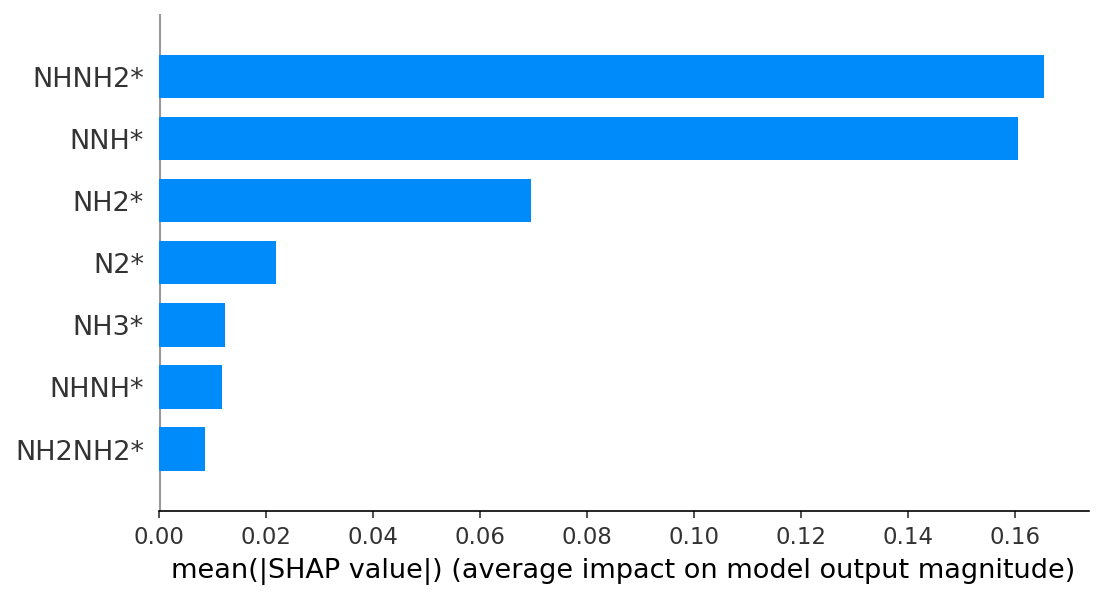 NHNH2*
NNH*
NH2*
N2*
NH3*
NHNH*
NH2NH2*
0.00 0.02 0.04 0.06 0.08 0.10 0.12 0.14 0.16
mean(|SHAP value|) (average impact on model output magnitude)